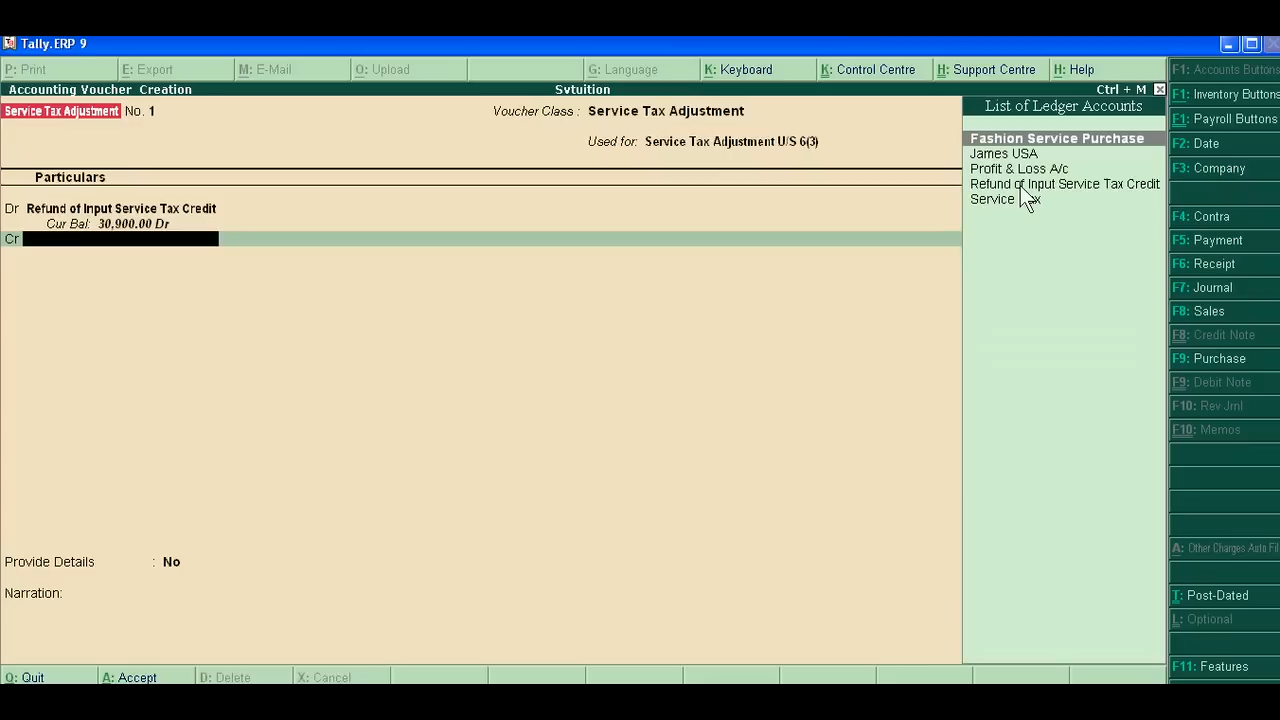 Tally.ERP 9
P: Print E: Export M: E-Mail O: Upload G: Language K: Keyboard K: Control Centre H: Support Centre H: Help
Accounting Voucher Creation Svtuition Ctrl + M
Service Tax Adjustment No. 1 Voucher Class : Service Tax Adjustment
Used for: Service Tax Adjustment U/S 6(3)
Particulars
Dr Refund of Input Service Tax Credit
Cur Bal: 30,900.00 Dr
Cr
Provide Details : No
Narration:
List of Ledger Accounts
Fashion Service Purchase
James USA
Profit & Loss A/c
Refund of Input Service Tax Credit
Service
F1: Accounts Buttons
F1: Inventory Buttons
F1: Payroll Buttons
F2: Date
F3: Company
F4: Contra
F5: Payment
F6: Receipt
F7: Journal
F8: Sales
F8: Credit Note
F9: Purchase
F9: Debit Note
F10: Rev Jrnl
F10: Memos
A: Other Charges Auto Fil
T: Post-Dated
L: Optional
F11: Features
Q: Quit A: Accept D: Delete X: Cancel